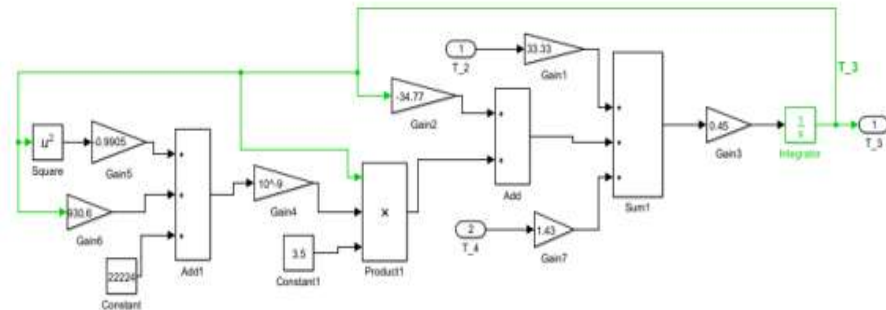 1
T_2
33.33
Gain1
T_3
-34.77
Gain2
u²
Square
-0.9905
Gain5
+
+
+
Add1
10^-9
Gain4
×
Product1
+
+
Add
+
+
+
Sum1
0.45
Gain3
Integrator
1
T_3
930.6
Gain6
22224
Constant
3.5
Constant1
2
T_4
1.43
Gain7